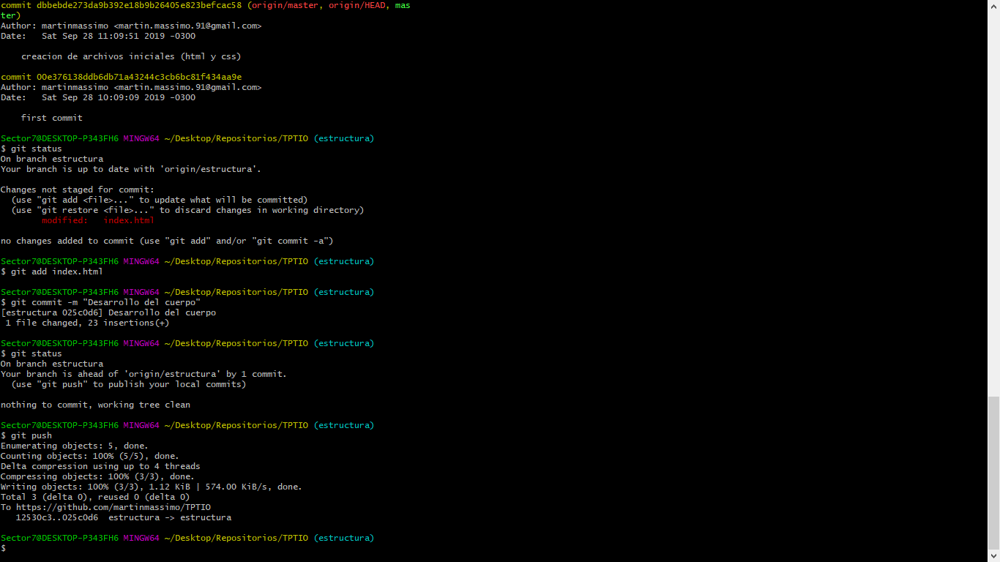 commit dbbebde273da9b392e18b9b26405e823befcac58 (origin/master, origin/HEAD, mas
ter)
Author: martinmassimo <martin.massimo.91@gmail.com>
Date:   Sat Sep 28 11:09:51 2019 -0300
    creacion de archivos iniciales (html y css)
commit 00e376138ddb6db71a43244c3cb6bc81f434aa9e
Author: martinmassimo <martin.massimo.91@gmail.com>
Date:   Sat Sep 28 10:09:09 2019 -0300
    first commit
Sector7@DESKTOP-P343FH6 MINGW64 ~/Desktop/Repositorios/TPTIO (estructura)
$ git status
On branch estructura
Your branch is up to date with 'origin/estructura'.
Changes not staged for commit:
  (use "git add <file>..." to update what will be committed)
  (use "git restore <file>..." to discard changes in working directory)
        modified:   index.html
no changes added to commit (use "git add" and/or "git commit -a")
Sector7@DESKTOP-P343FH6 MINGW64 ~/Desktop/Repositorios/TPTIO (estructura)
$ git add index.html
Sector7@DESKTOP-P343FH6 MINGW64 ~/Desktop/Repositorios/TPTIO (estructura)
$ git commit -m "Desarrollo del cuerpo"
[estructura 025c0d6] Desarrollo del cuerpo
 1 file changed, 23 insertions(+)
Sector7@DESKTOP-P343FH6 MINGW64 ~/Desktop/Repositorios/TPTIO (estructura)
$ git status
On branch estructura
Your branch is ahead of 'origin/estructura' by 1 commit.
  (use "git push" to publish your local commits)
nothing to commit, working tree clean
Sector7@DESKTOP-P343FH6 MINGW64 ~/Desktop/Repositorios/TPTIO (estructura)
$ git push
Enumerating objects: 5, done.
Counting objects: 100% (5/5), done.
Delta compression using up to 4 threads
Compressing objects: 100% (3/3), done.
Writing objects: 100% (3/3), 1.12 KiB | 574.00 KiB/s, done.
Total 3 (delta 0), reused 0 (delta 0)
To https://github.com/martinmassimo/TPTIO
   12530c3..025c0d6  estructura -> estructura
Sector7@DESKTOP-P343FH6 MINGW64 ~/Desktop/Repositorios/TPTIO (estructura)
$